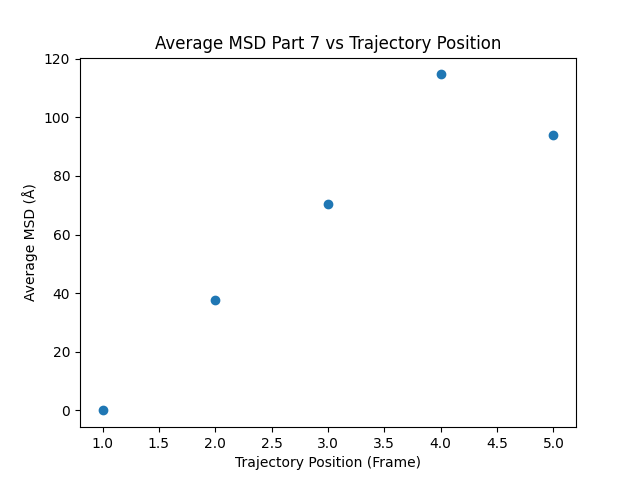 Average MSD Part 7 vs Trajectory Position
Average MSD (Å)
120
100
80
60
40
20
0
1.0 1.5 2.0 2.5 3.0 3.5 4.0 4.5 5.0
Trajectory Position (Frame)